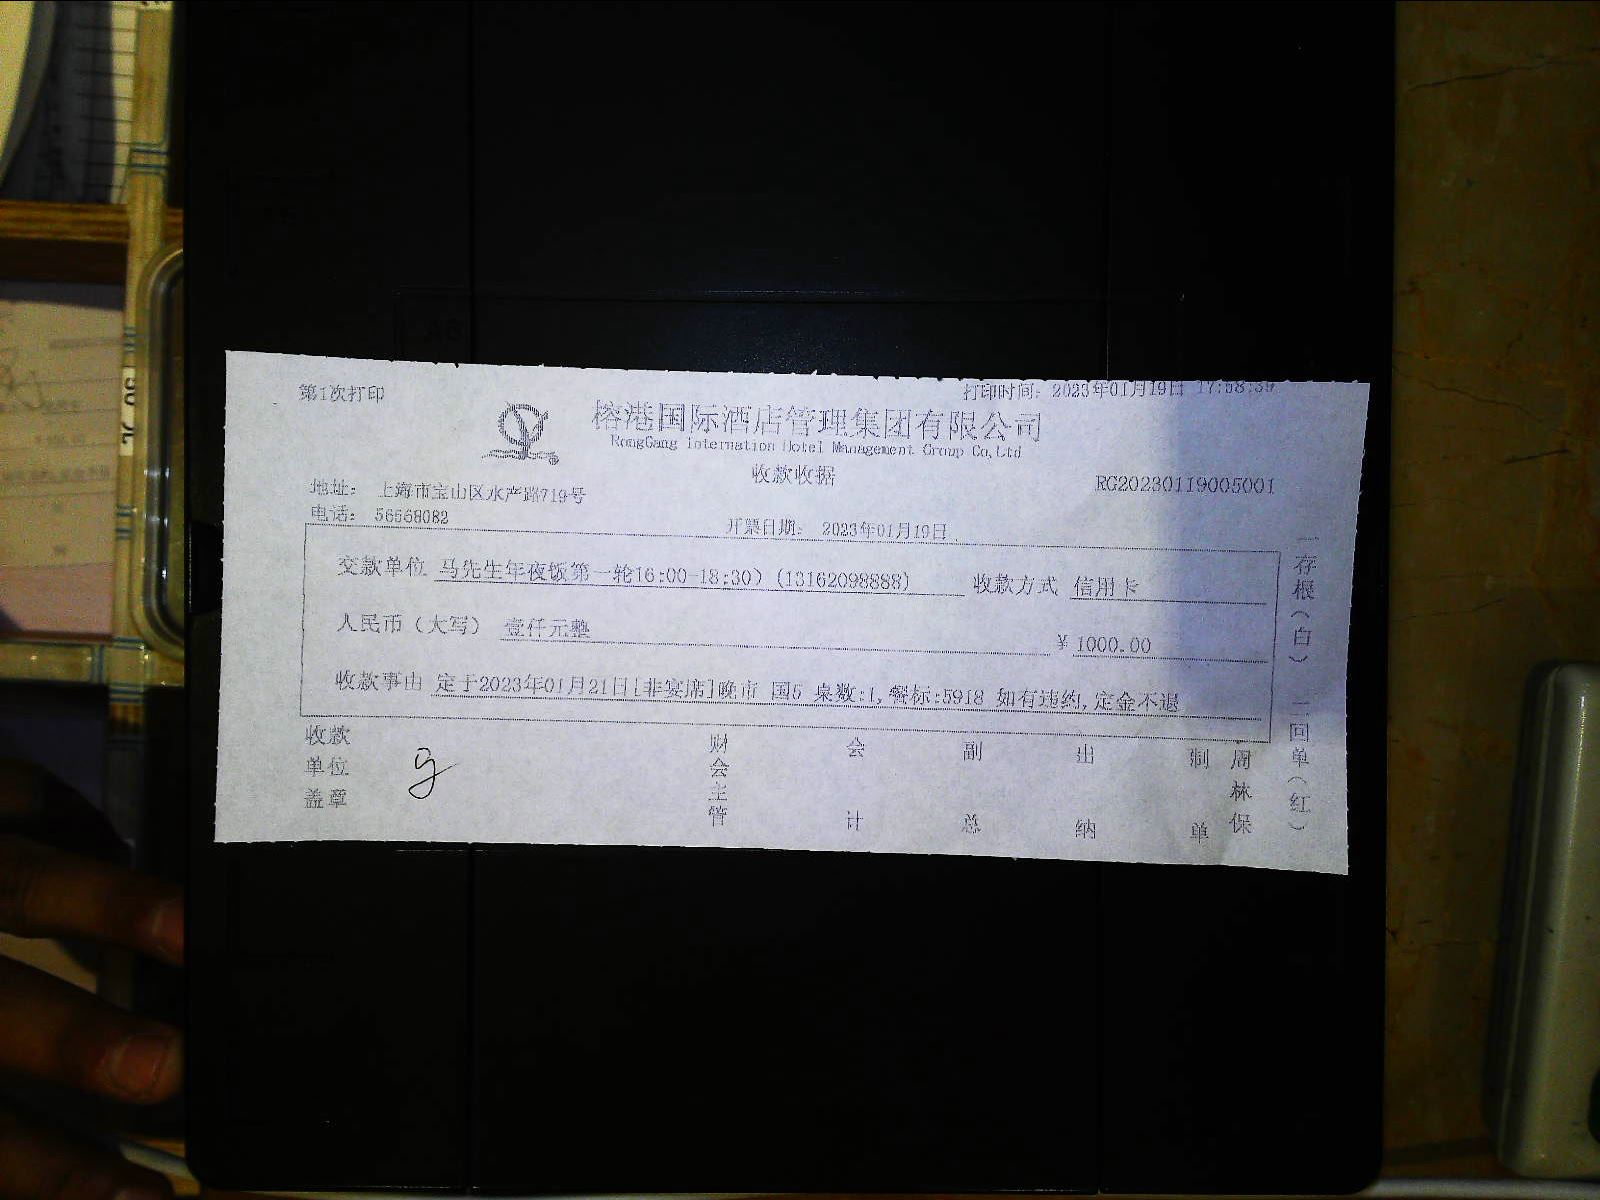 第1次打印
打印时间: 2023年01月19日 17:58:39
榕港国际酒店管理集团有限公司
RongGang Internation Hotel Management Group Co,Ltd
收款收据
地址: 上海市宝山区水产路719号
RG20230119005001
电话: 56568082
开票日期: 2023年01月19日
交款单位 马先生年夜饭第一轮16:00-18:30) (13162098888) 收款方式 信用卡
人民币(大写) 壹仟元整 ¥ 1000.00
收款事由 定于2023年01月21日[非宴席]晚市 国5 桌数:1,餐标:5918 如有违约,定金不退
收款单位盖章
g
财会主管
会计
副总
出纳
制单
周林保
一存根(白)
二回单(红)